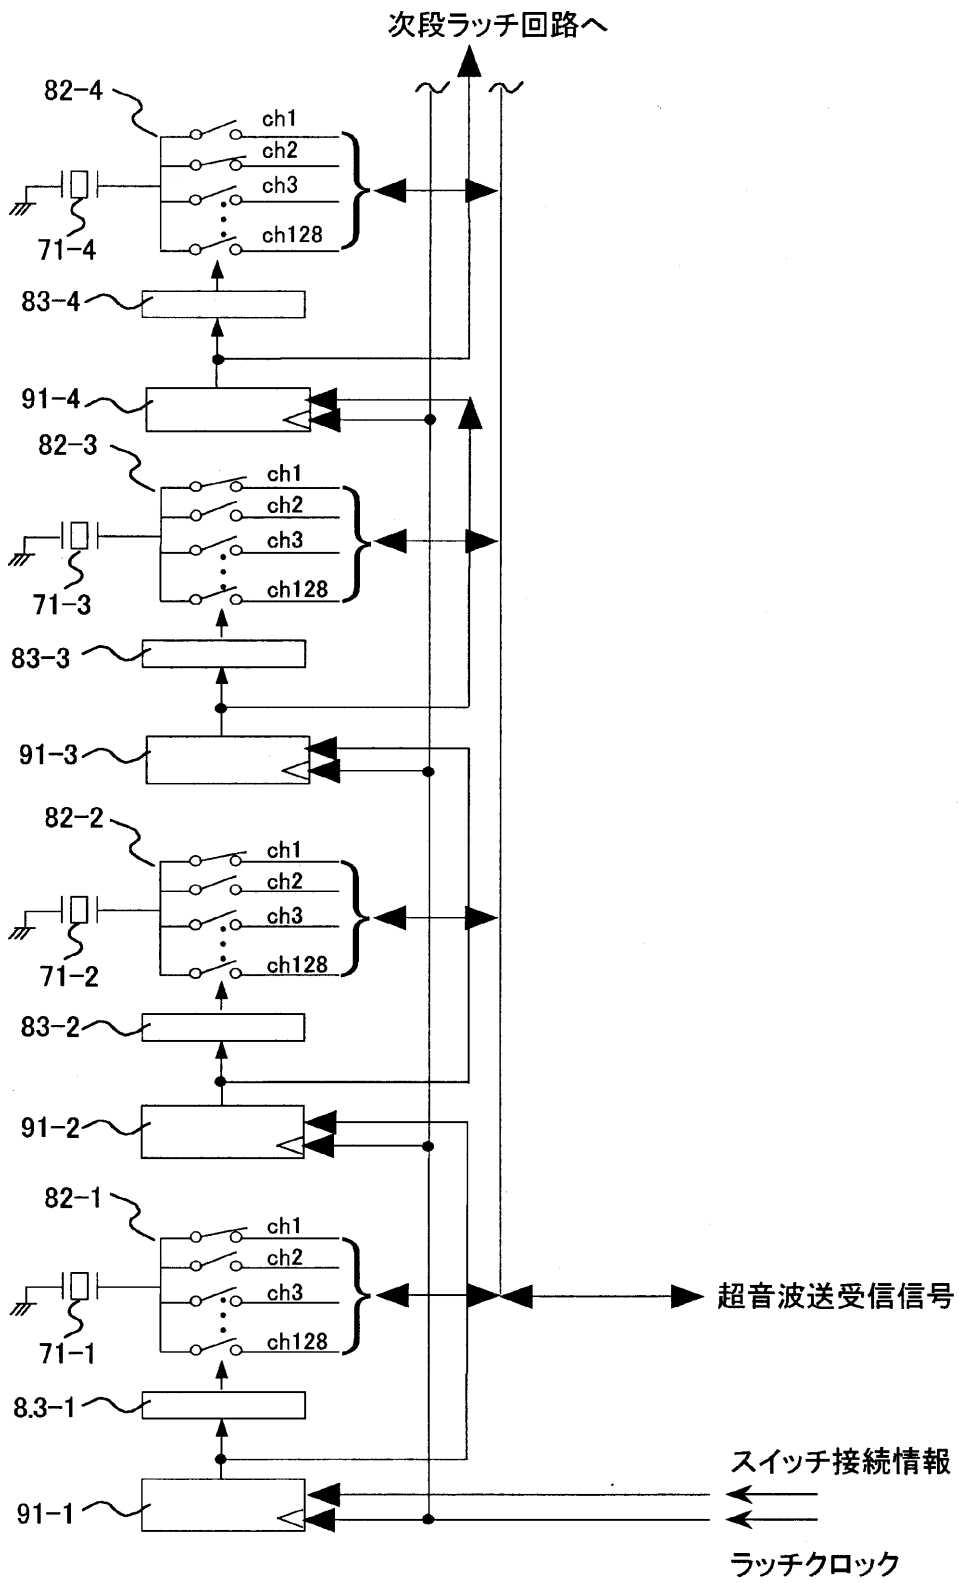 次段ラッチ回路へ
82-4
ch1
ch2
ch3
ch128
71-4
83-4
91-4
82-3
ch1
ch2
ch3
ch128
71-3
83-3
91-3
82-2
ch1
ch2
ch3
ch128
71-2
83-2
91-2
82-1
ch1
ch2
ch3
ch128
超音波送受信信号
71-1
8.3-1
スイッチ接続情報
91-1
ラッチクロック